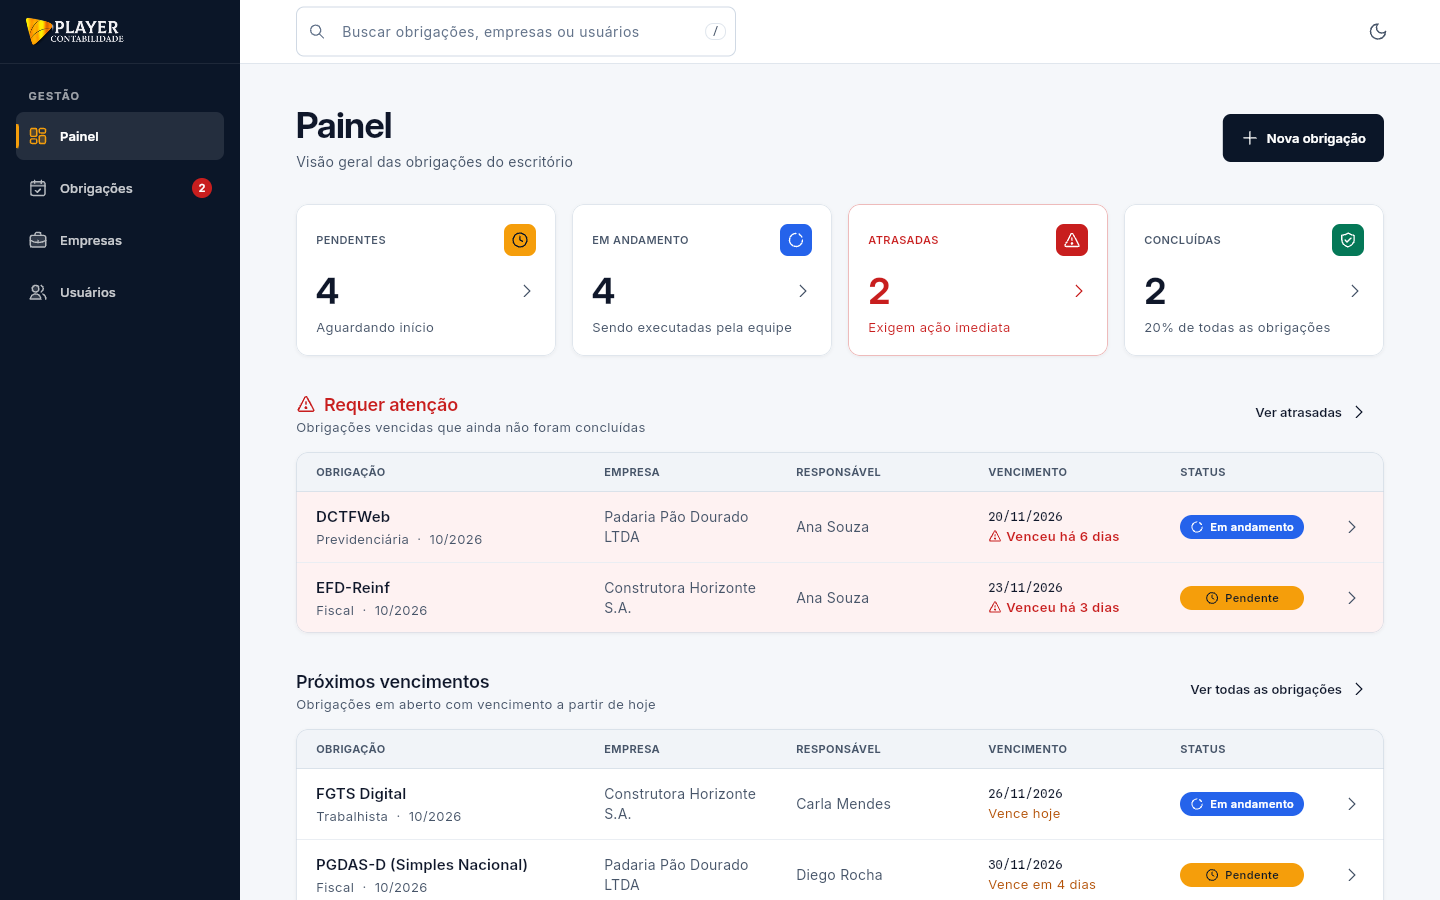 PLAYER
CONTABILIDADE
Buscar obrigações, empresas ou usuários
/
GESTÃO
Painel
Obrigações
2
Empresas
Usuários
Painel
Visão geral das obrigações do escritório
Nova obrigação
PENDENTES
4
Aguardando início
EM ANDAMENTO
4
Sendo executadas pela equipe
ATRASADAS
2
Exigem ação imediata
CONCLUÍDAS
2
20% de todas as obrigações
Requer atenção
Obrigações vencidas que ainda não foram concluídas
Ver atrasadas
OBRIGAÇÃO EMPRESA RESPONSÁVEL VENCIMENTO STATUS
DCTFWeb
Previdenciária · 10/2026
Padaria Pão Dourado
LTDA
Ana Souza
20/11/2026
Venceu há 6 dias
Em andamento
EFD-Reinf
Fiscal · 10/2026
Construtora Horizonte
S.A.
Ana Souza
23/11/2026
Venceu há 3 dias
Pendente
Próximos vencimentos
Obrigações em aberto com vencimento a partir de hoje
Ver todas as obrigações
OBRIGAÇÃO EMPRESA RESPONSÁVEL VENCIMENTO STATUS
FGTS Digital
Trabalhista · 10/2026
Construtora Horizonte
S.A.
Carla Mendes
26/11/2026
Vence hoje
Em andamento
PGDAS-D (Simples Nacional)
Fiscal · 10/2026
Padaria Pão Dourado
LTDA
Diego Rocha
30/11/2026
Vence em 4 dias
Pendente